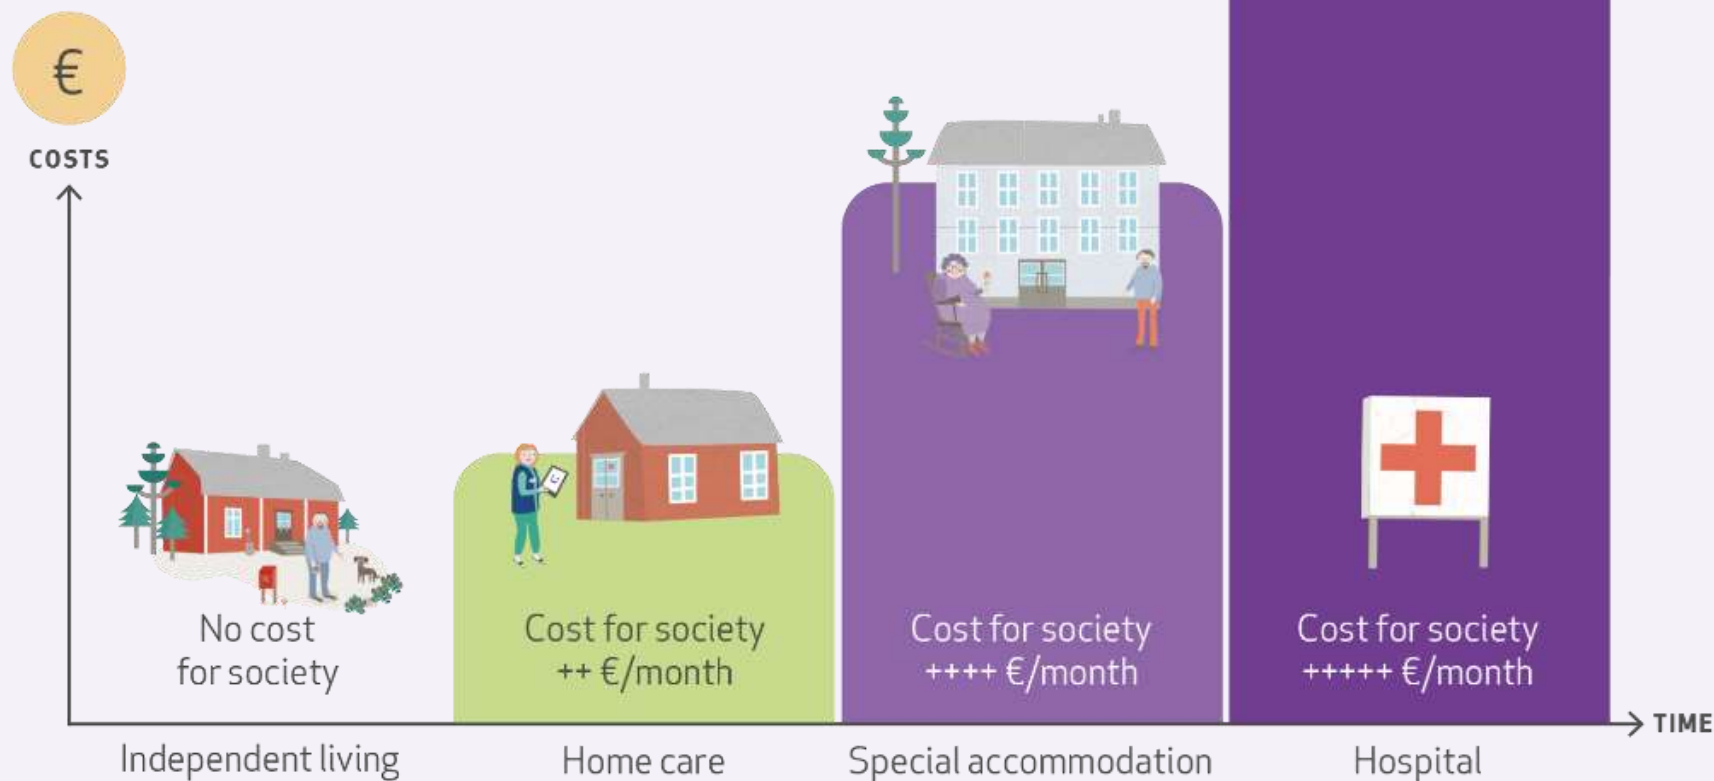 €
COSTS
No cost
for society
Cost for society
++ €/month
Cost for society
++++ €/month
Cost for society
+++++ €/month
TIME
Independent living
Home care
Special accommodation
Hospital